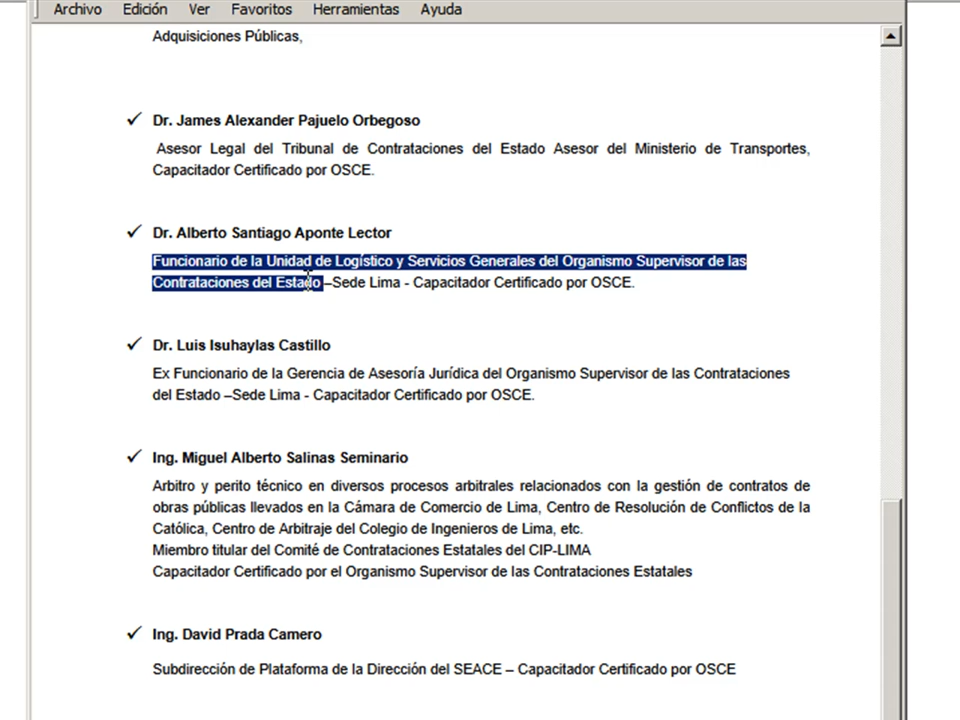 Archivo Edición Ver Favoritos Herramientas Ayuda
Adquisiciones Públicas,
✓ Dr. James Alexander Pajuelo Orbegoso
Asesor Legal del Tribunal de Contrataciones del Estado Asesor del Ministerio de Transportes,
Capacitador Certificado por OSCE.
✓ Dr. Alberto Santiago Aponte Lector
Funcionario de la Unidad de Logístico y Servicios Generales del Organismo Supervisor de las
Contrataciones del Estado –Sede Lima - Capacitador Certificado por OSCE.
✓ Dr. Luis Isuhaylas Castillo
Ex Funcionario de la Gerencia de Asesoría Jurídica del Organismo Supervisor de las Contrataciones
del Estado –Sede Lima - Capacitador Certificado por OSCE.
✓ Ing. Miguel Alberto Salinas Seminario
Arbitro y perito técnico en diversos procesos arbitrales relacionados con la gestión de contratos de
obras públicas llevados en la Cámara de Comercio de Lima, Centro de Resolución de Conflictos de la
Católica, Centro de Arbitraje del Colegio de Ingenieros de Lima, etc.
Miembro titular del Comité de Contrataciones Estatales del CIP-LIMA
Capacitador Certificado por el Organismo Supervisor de las Contrataciones Estatales
✓ Ing. David Prada Camero
Subdirección de Plataforma de la Dirección del SEACE – Capacitador Certificado por OSCE